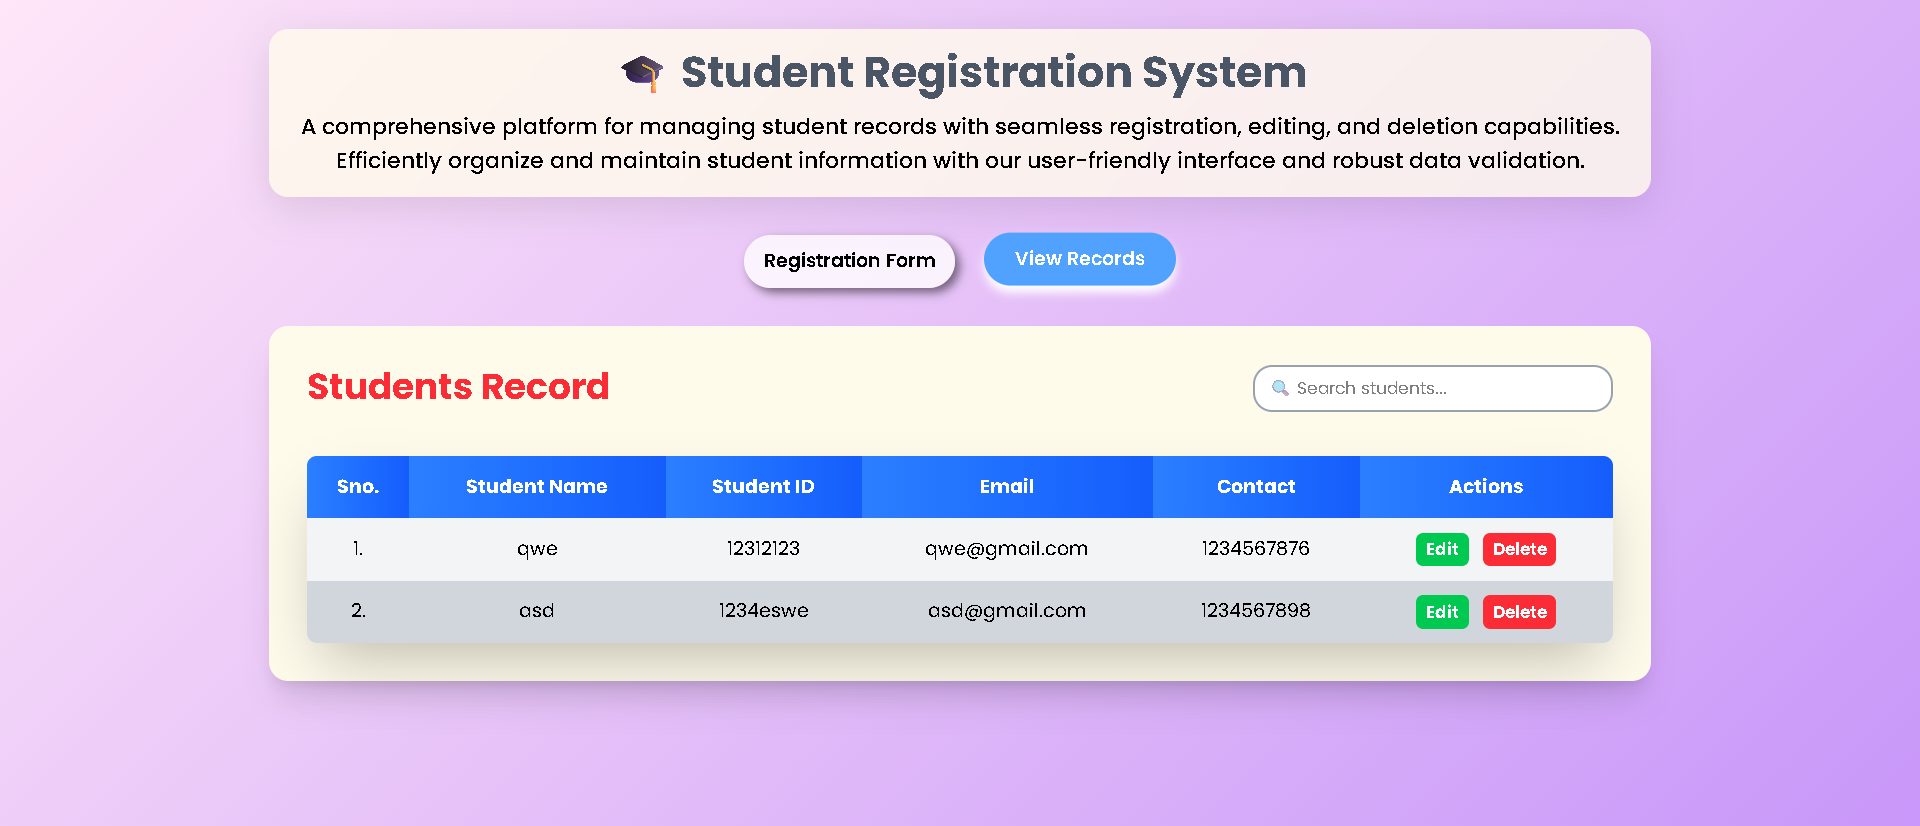 Student Registration System
A comprehensive platform for managing student records with seamless registration, editing, and deletion capabilities.
Efficiently organize and maintain student information with our user-friendly interface and robust data validation.
Registration Form View Records
Students Record
Search students...
Sno. Student Name Student ID Email Contact Actions
1. qwe 12312123 qwe@gmail.com 1234567876 Edit Delete
2. asd 1234eswe asd@gmail.com 1234567898 Edit Delete